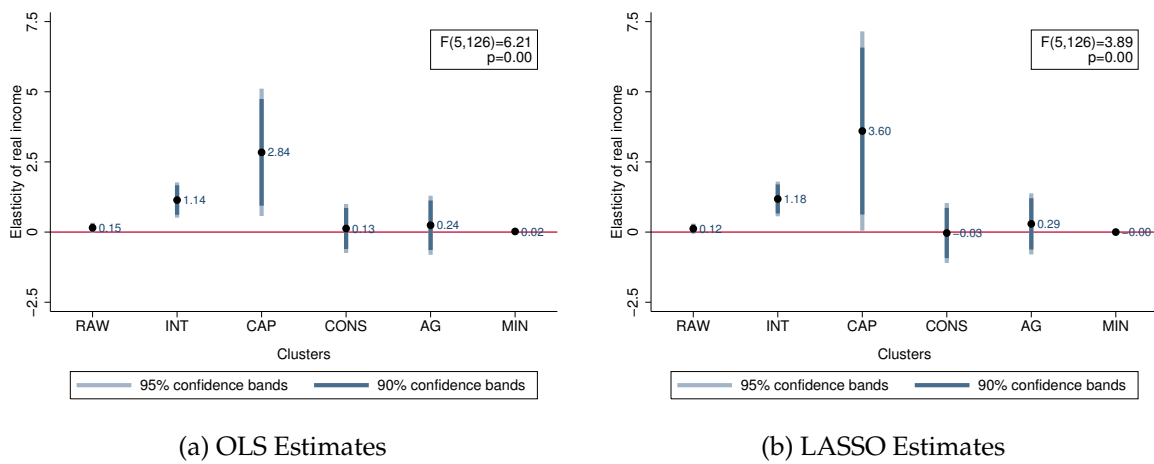 7.5
5
2.5
0
−2.5
Elasticity of real income
F(5,126)=6.21
p=0.00
0.15
1.14
2.84
0.13
0.24
0.02
RAW INT CAP CONS AG MIN
Clusters
95% confidence bands 90% confidence bands
(a) OLS Estimates
7.5
5
2.5
0
−2.5
Elasticity of real income
F(5,126)=3.89
p=0.00
0.12
1.18
3.60
−0.03
0.29
−0.00
RAW INT CAP CONS AG MIN
Clusters
95% confidence bands 90% confidence bands
(b) LASSO Estimates